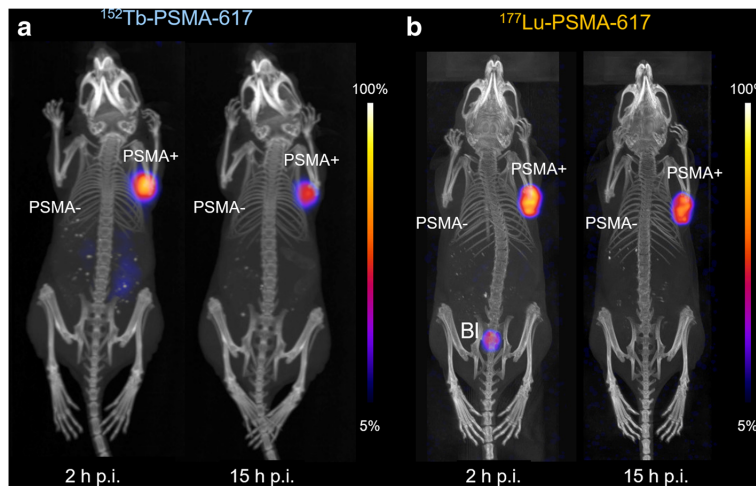 a
¹⁵²Tb-PSMA-617
PSMA+
PSMA-
2 h p.i.
PSMA+
PSMA-
15 h p.i.
100%
5%
b
¹⁷⁷Lu-PSMA-617
PSMA+
PSMA-
Bl
2 h p.i.
PSMA+
PSMA-
15 h p.i.
100%
5%